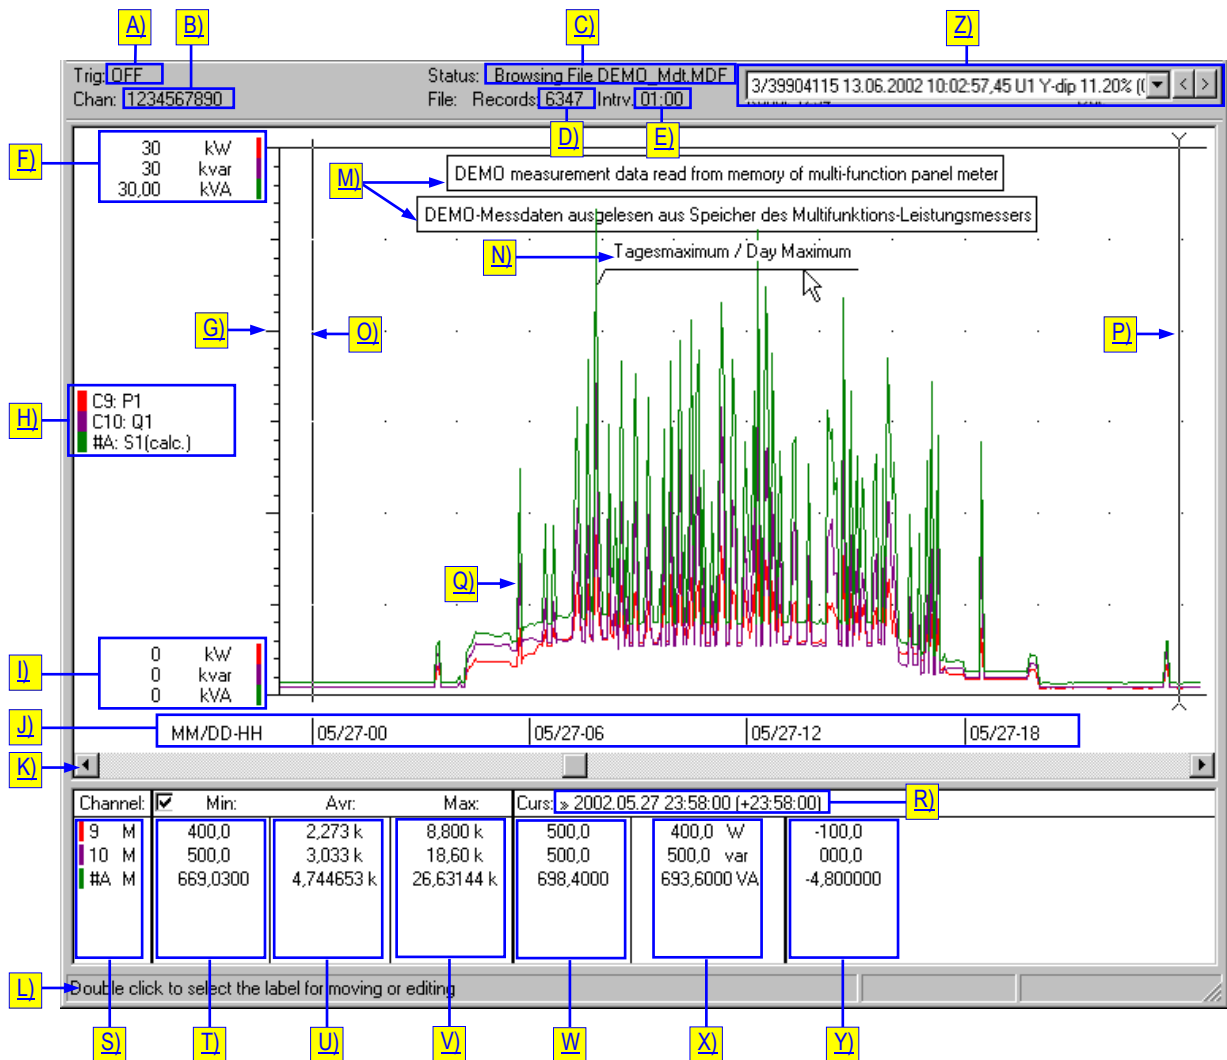 A) B) C) Z)
Trig: OFF Status: Browsing File DEMO_Mdt.MDF
Chan: 1234567890 File: Records: 6347 Intrv. 01:00
3/39904115 13.06.2002 10:02:57,45 U1 Y-dip 11.20% ((
D) E)
F) 30 kW
30 kvar
30,00 kVA
M) DEMO measurement data read from memory of multi-function panel meter
DEMO-Messdaten ausgelesen aus Speicher des Multifunktions-Leistungsmessers
N) Tagesmaximum / Day Maximum
G) O) P)
H) C9: P1
C10: Q1
#A: S1(calc.)
Q)
I) 0 kW
0 kvar
0 kVA
J) MM/DD-HH 05/27-00 05/27-06 05/27-12 05/27-18
K)
Channel: Min: Avr: Max: Curs: » 2002.05.27 23:58:00 (+23:58:00) R)
9 M 400,0 2,273 k 8,800 k 500,0 400,0 W -100,0
10 M 500,0 3,033 k 18,60 k 500,0 500,0 var 000,0
#A M 669,0300 4,744653 k 26,63144 k 698,4000 693,6000 VA -4,800000
L) Double click to select the label for moving or editing
S) T) U) V) W X) Y)